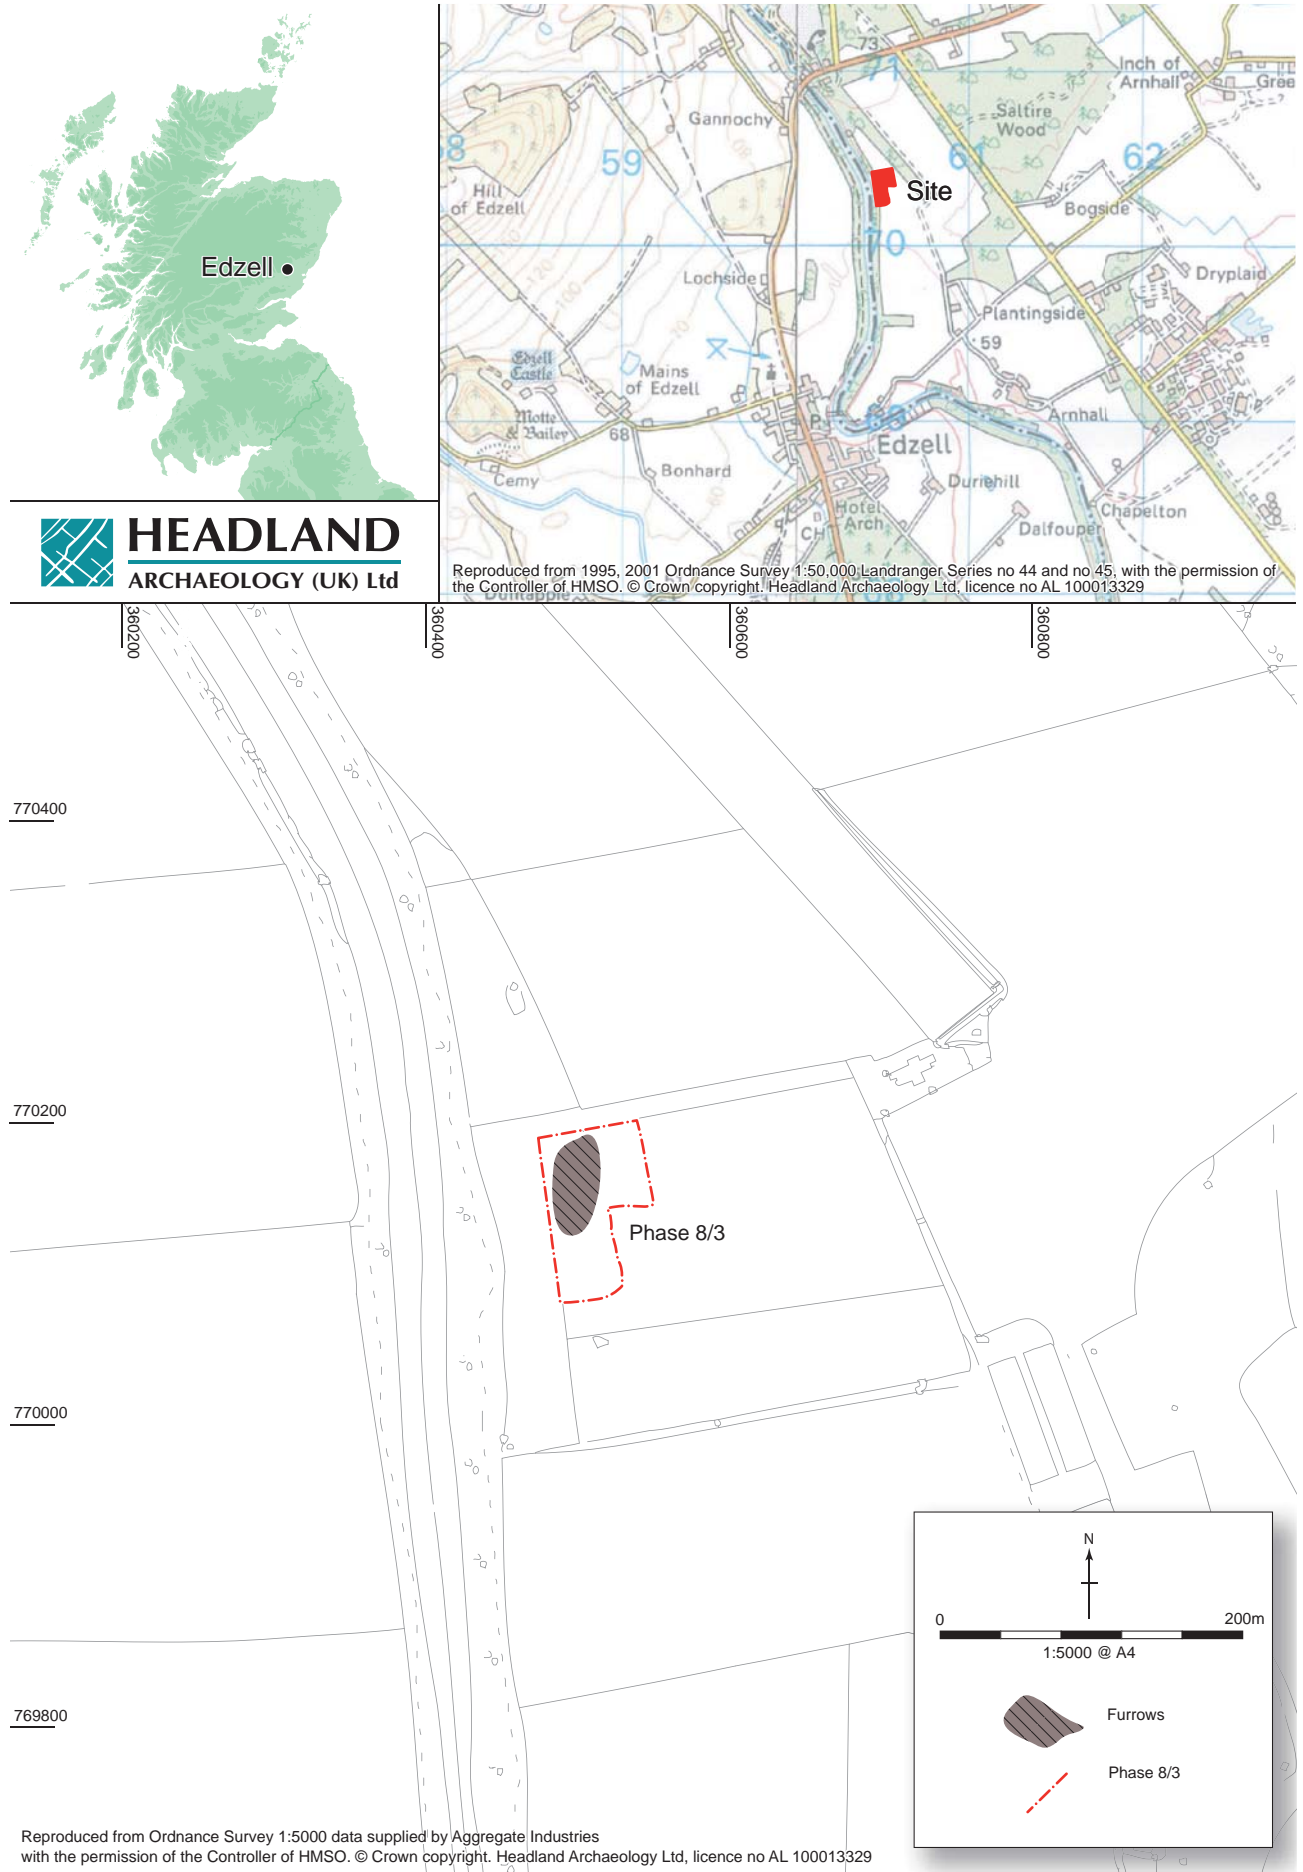 Edzell
HEADLAND
ARCHAEOLOGY (UK) Ltd
73
71
Inch of
Arnhall
Gree
Gannochy
Saltire
Wood
59
61
62
Hill
of Edzell
Site
Bogside
70
Lochside
Dryplaid
Plantingside
59
Edzell
Castle
Mains
of Edzell
Motte
& Bailey
68
P
Arnhall
Edzell
Cemy
Bonhard
Duriehill
Hotel
Arch
CH
Dalfouper
Chapelton
Reproduced from 1995, 2001 Ordnance Survey 1:50,000 Landranger Series no 44 and no 45, with the permission of
the Controller of HMSO. © Crown copyright. Headland Archaeology Ltd, licence no AL 100013329
360200
360400
360600
360800
770400
770200
Phase 8/3
770000
769800
N
0 200m
1:5000 @ A4
Furrows
Phase 8/3
Reproduced from Ordnance Survey 1:5000 data supplied by Aggregate Industries
with the permission of the Controller of HMSO. © Crown copyright. Headland Archaeology Ltd, licence no AL 100013329